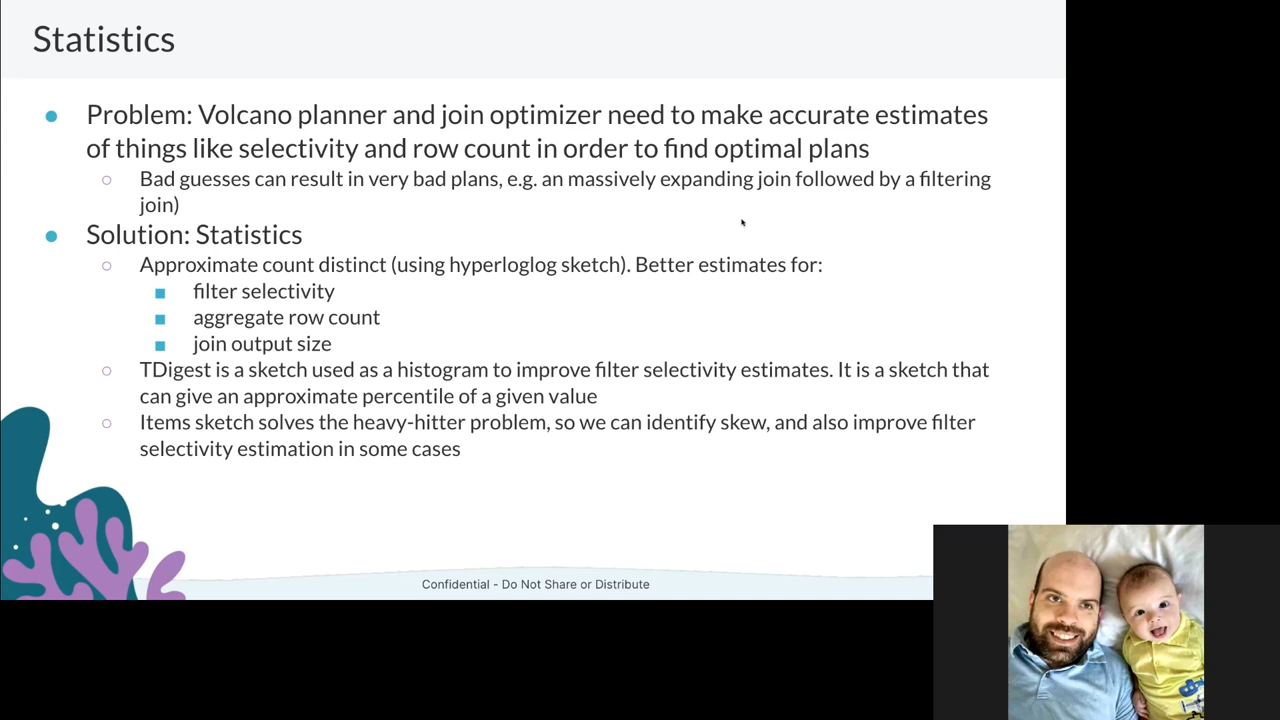 Statistics
Problem: Volcano planner and join optimizer need to make accurate estimates
of things like selectivity and row count in order to find optimal plans
Bad guesses can result in very bad plans, e.g. an massively expanding join followed by a filtering
join)
Solution: Statistics
Approximate count distinct (using hyperloglog sketch). Better estimates for:
filter selectivity
aggregate row count
join output size
TDigest is a sketch used as a histogram to improve filter selectivity estimates. It is a sketch that
can give an approximate percentile of a given value
Items sketch solves the heavy-hitter problem, so we can identify skew, and also improve filter
selectivity estimation in some cases
Confidential - Do Not Share or Distribute